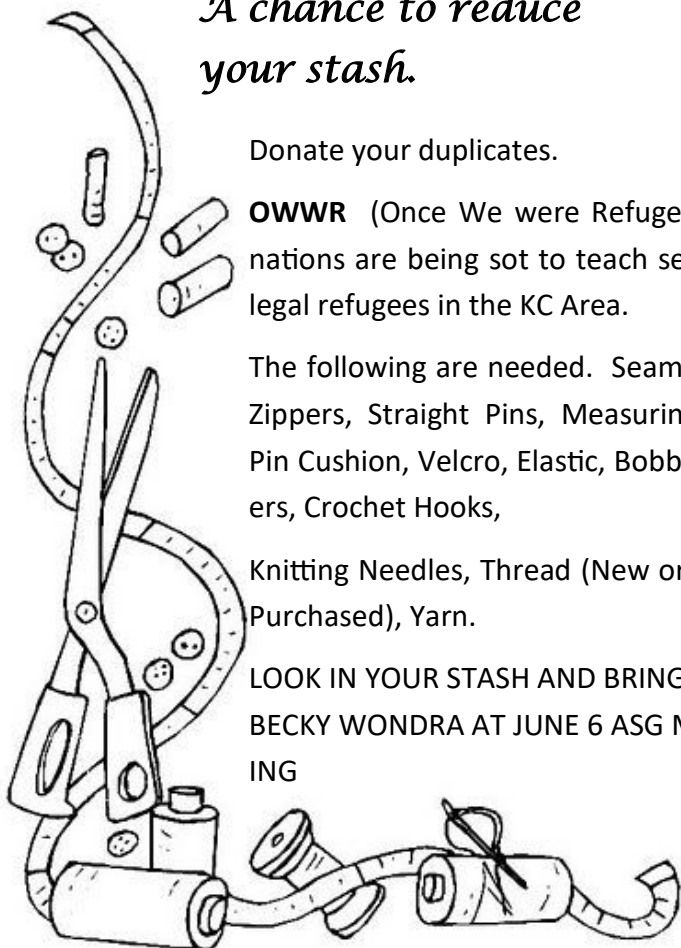 A chance to reduce
your stash.
Donate your duplicates.
OWWR (Once We were Refuge
nations are being sot to teach se
legal refugees in the KC Area.
The following are needed. Seam
Zippers, Straight Pins, Measurin
Pin Cushion, Velcro, Elastic, Bobb
ers, Crochet Hooks,
Knitting Needles, Thread (New or
Purchased), Yarn.
LOOK IN YOUR STASH AND BRING
BECKY WONDRA AT JUNE 6 ASG M
ING